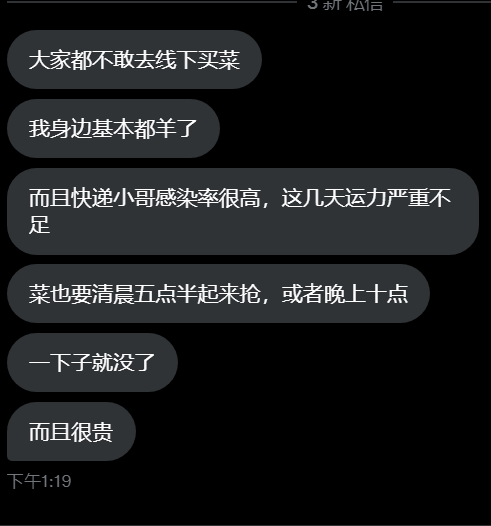 3 新 私信
大家都不敢去线下买菜
我身边基本都羊了
而且快递小哥感染率很高，这几天运力严重不
足
菜也要清晨五点半起来抢，或者晚上十点
一下子就没了
而且很贵
下午1:19